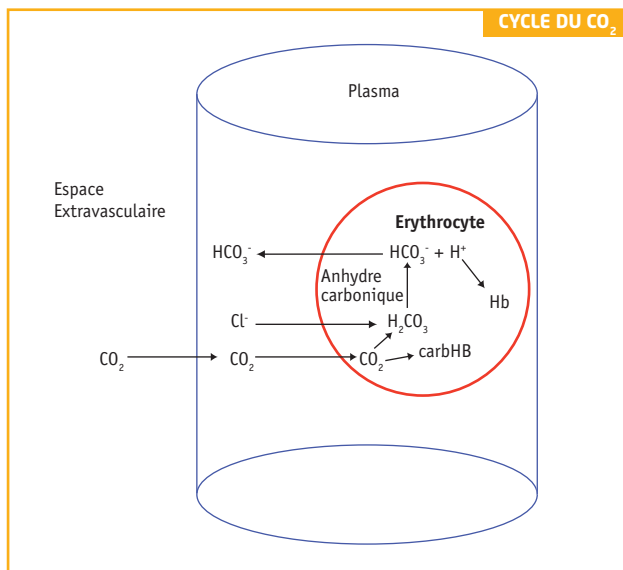 CYCLE DU CO₂
Plasma
Espace
Extravasculaire
Erythrocyte
HCO₃⁻
HCO₃⁻ + H⁺
Anhydre
carbonique
Hb
Cl⁻
H₂CO₃
CO₂
CO₂
CO₂
carbHB